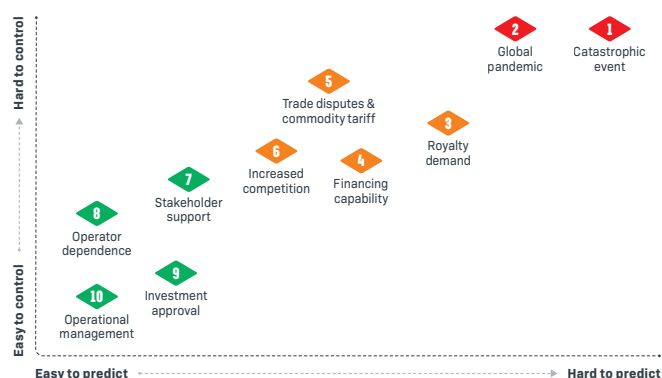 Hard to control
Easy to control
2
Global
pandemic
1
Catastrophic
event
5
Trade disputes &
commodity tariff
3
Royalty
demand
6
Increased
competition
4
Financing
capability
7
Stakeholder
support
8
Operator
dependence
9
Investment
approval
10
Operational
management
Easy to predict
Hard to predict